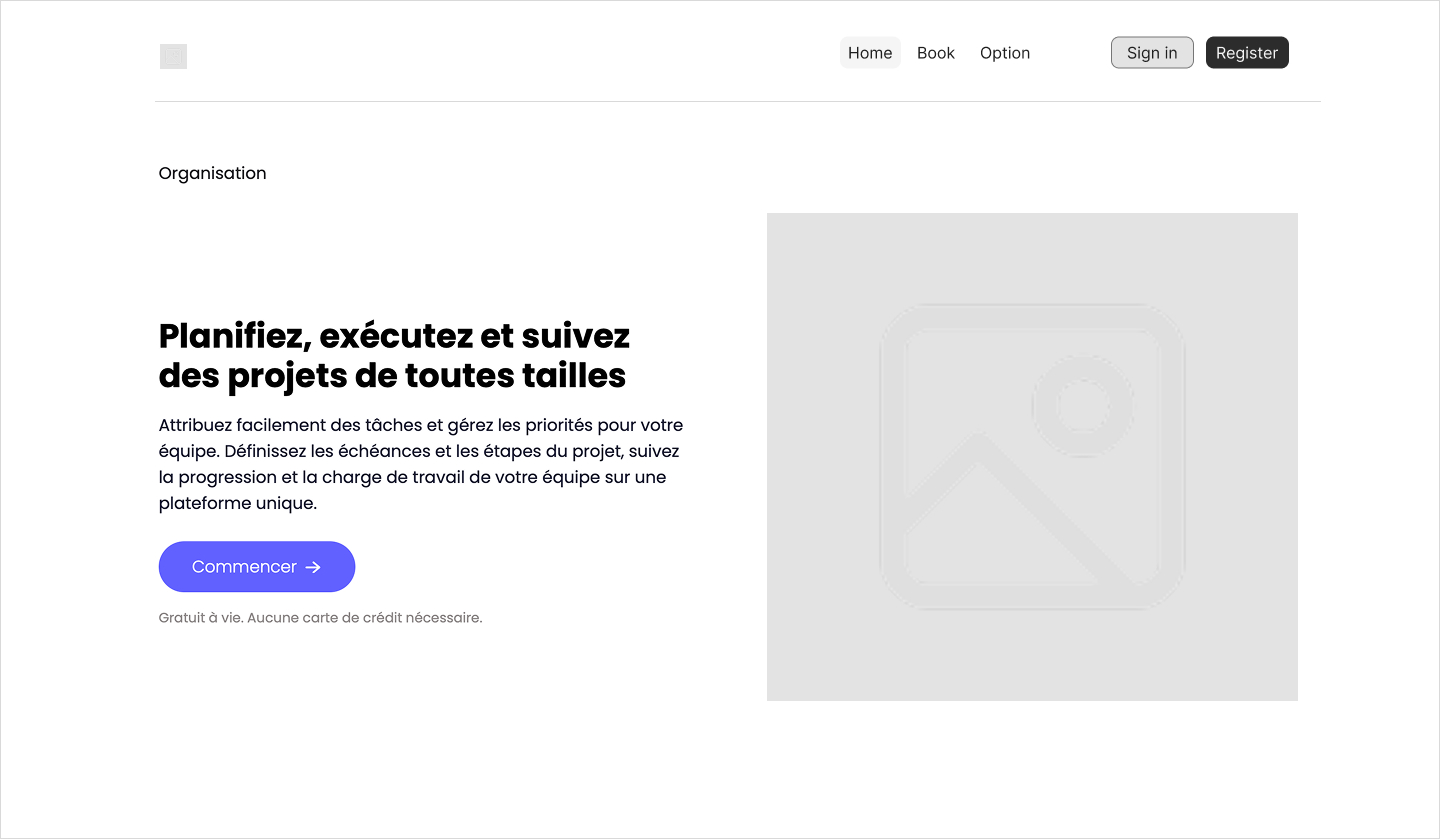 Home Book Option Sign in Register
Organisation
Planifiez, exécutez et suivez
des projets de toutes tailles
Attribuez facilement des tâches et gérez les priorités pour votre
équipe. Définissez les échéances et les étapes du projet, suivez
la progression et la charge de travail de votre équipe sur une
plateforme unique.
Commencer →
Gratuit à vie. Aucune carte de crédit nécessaire.